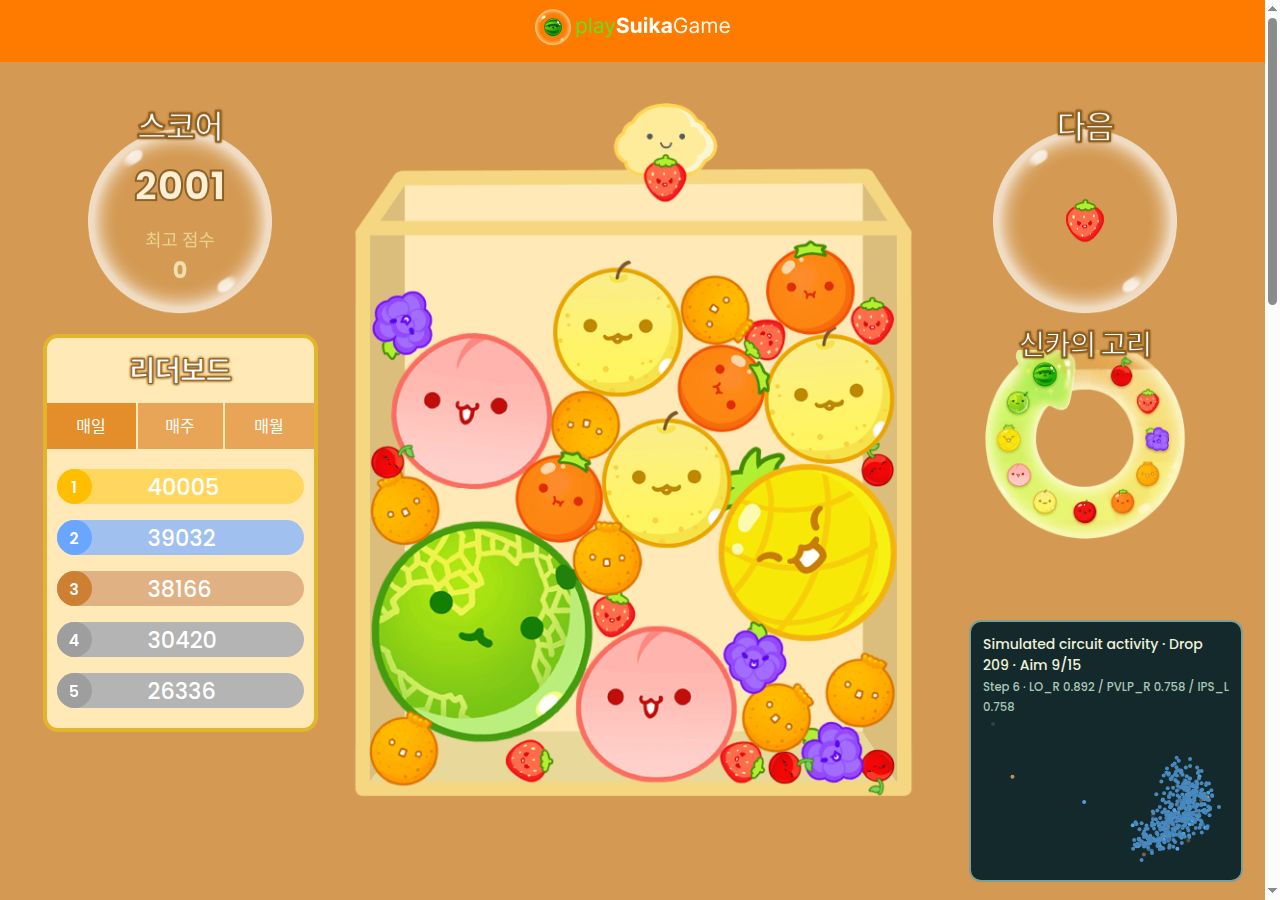 playSuikaGame
스코어
2001
최고 점수
0
다음
리더보드
매일 매주 매월
1 40005
2 39032
3 38166
4 30420
5 26336
신카의 고리
Simulated circuit activity · Drop
209 · Aim 9/15
Step 6 · LO_R 0.892 / PVLP_R 0.758 / IPS_L
0.758